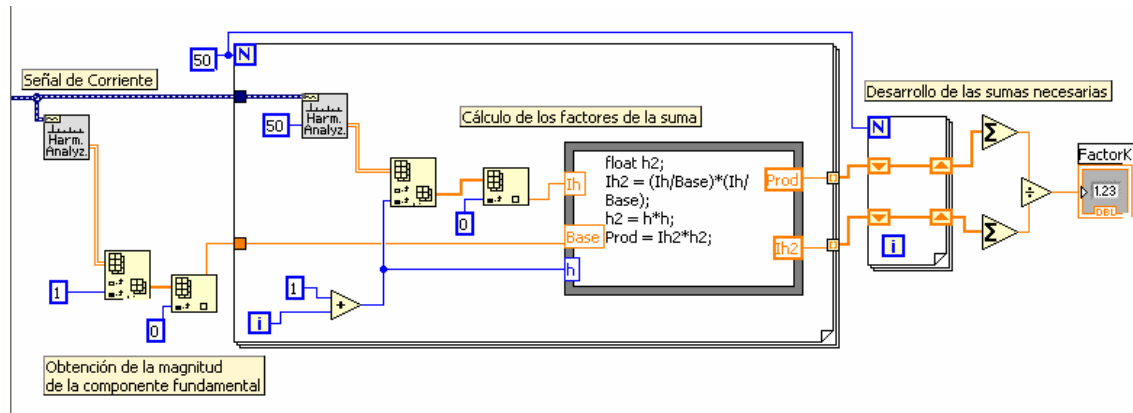 50
N
Señal de Corriente
Harm.
Analyz.
50
Harm.
Analyz.
Cálculo de los factores de la suma
float h2;
Ih2 = (Ih/Base)*(Ih/
Base);
h2 = h*h;
Prod = Ih2*h2;
Ih
Base
h
Prod
Ih2
0
1
+
i
1
0
Obtención de la magnitud
de la componente fundamental
Desarrollo de las sumas necesarias
N
i
Σ
Σ
÷
FactorK
1.23
DBL